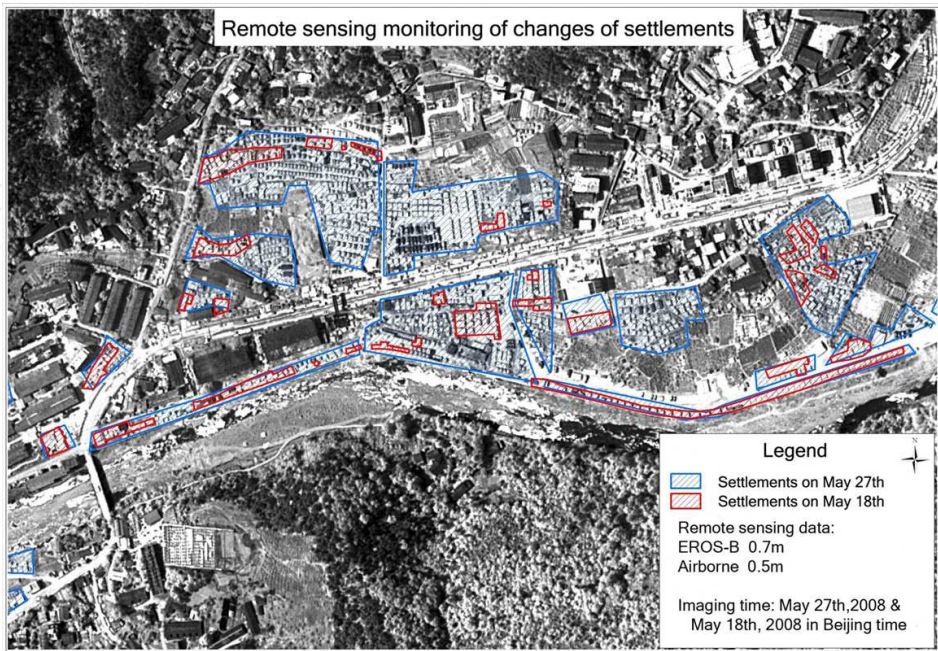 Remote sensing monitoring of changes of settlements
N
Legend
Settlements on May 27th
Settlements on May 18th
Remote sensing data:
EROS-B 0.7m
Airborne 0.5m
Imaging time: May 27th,2008 &
May 18th, 2008 in Beijing time